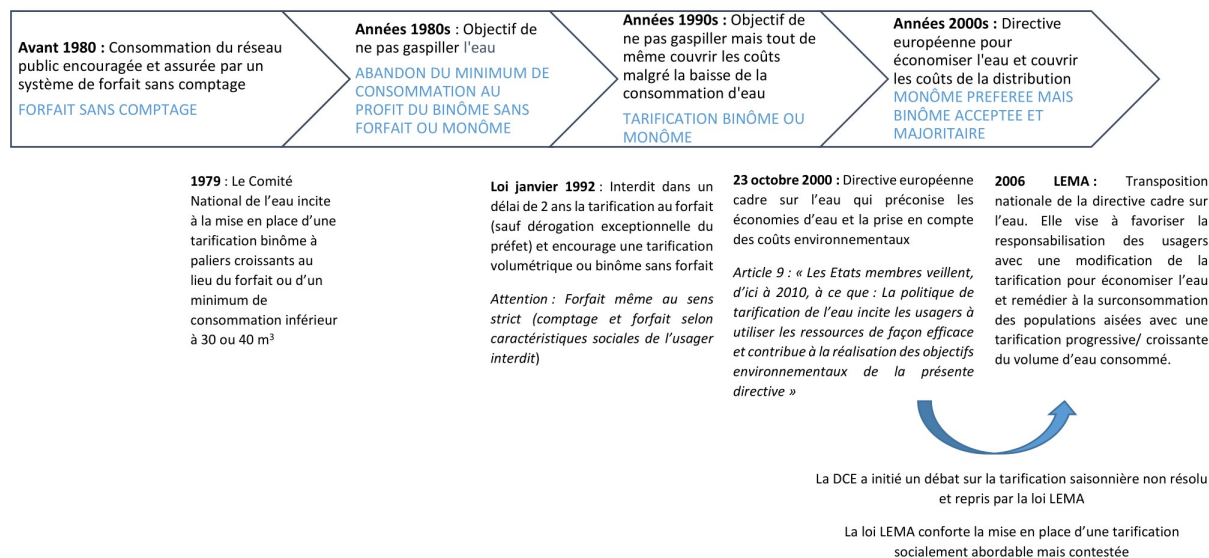 Avant 1980 : Consommation du réseau
public encouragée et assurée par un
système de forfait sans comptage
FORFAIT SANS COMPTAGE
Années 1980s : Objectif de
ne pas gaspiller l'eau
ABANDON DU MINIMUM DE
CONSOMMATION AU
PROFIT DU BINÔME SANS
FORFAIT OU MONÔME
Années 1990s : Objectif de
ne pas gaspiller mais tout de
même couvrir les coûts
malgré la baisse de la
consommation d'eau
TARIFICATION BINÔME OU
MONÔME
Années 2000s : Directive
européenne pour
économiser l'eau et couvrir
les coûts de la distribution
MONÔME PREFEREE MAIS
BINÔME ACCEPTEE ET
MAJORITAIRE
1979 : Le Comité
National de l'eau incite
à la mise en place d'une
tarification binôme à
paliers croissants au
lieu du forfait ou d'un
minimum de
consommation inférieur
à 30 ou 40 m³
Loi janvier 1992 : Interdit dans un
délai de 2 ans la tarification au forfait
(sauf dérogation exceptionnelle du
préfet) et encourage une tarification
volumétrique ou binôme sans forfait
Attention : Forfait même au sens
strict (comptage et forfait selon
caractéristiques sociales de l'usager
interdit)
23 octobre 2000 : Directive européenne
cadre sur l'eau qui préconise les
économies d'eau et la prise en compte
des coûts environnementaux
Article 9 : « Les Etats membres veillent,
d'ici à 2010, à ce que : La politique de
tarification de l'eau incite les usagers à
utiliser les ressources de façon efficace
et contribue à la réalisation des objectifs
environnementaux de la présente
directive »
2006 LEMA : Transposition
nationale de la directive cadre sur
l'eau. Elle vise à favoriser la
responsabilisation des usagers
avec une modification de la
tarification pour économiser l'eau
et remédier à la surconsommation
des populations aisées avec une
tarification progressive/ croissante
du volume d'eau consommé.
La DCE a initié un débat sur la tarification saisonnière non résolu
et repris par la loi LEMA
La loi LEMA conforte la mise en place d'une tarification
socialement abordable mais contestée